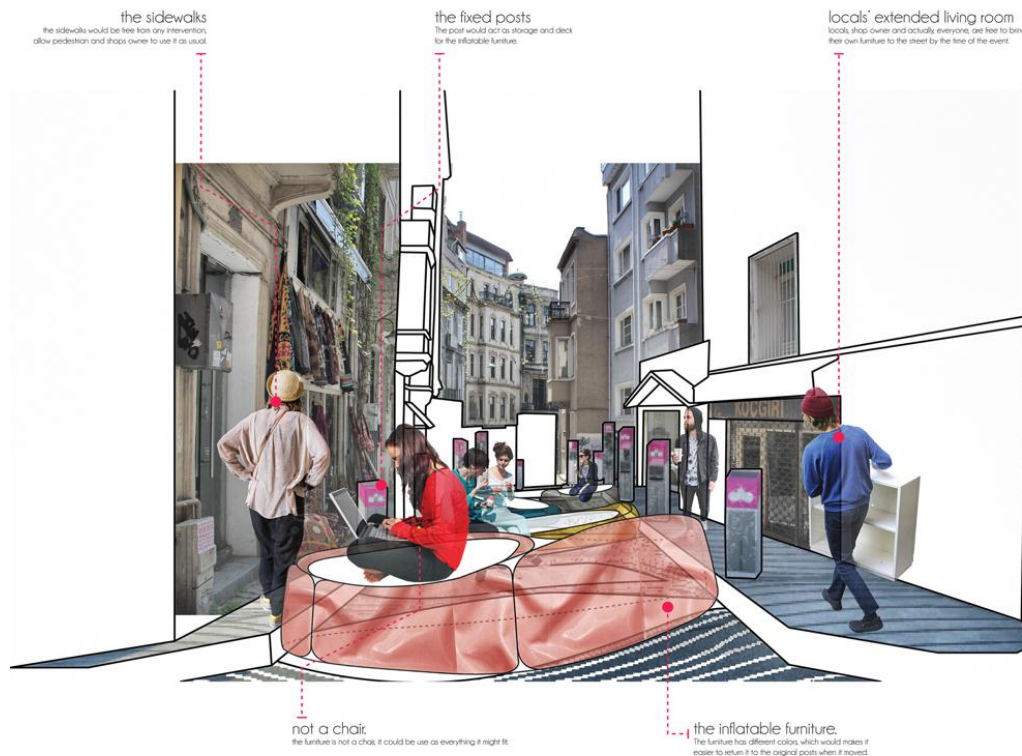 the sidewalks
the sidewalks would be free from any intervention,
allow pedestrian and shops owner to use it as usual.
the fixed posts
The post would act as storage and deck
for the inflatable furniture.
locals' extended living room
locals, shop owner and actually, everyone, are free to brin
their own furniture to the street by the time of the event.
KOCGIRI
not a chair.
the furniture is not a chair, it could be use as everything it might fit
the inflatable furniture.
The furniture has different colors, which would makes it
easier to return it to the original posts when it moved.